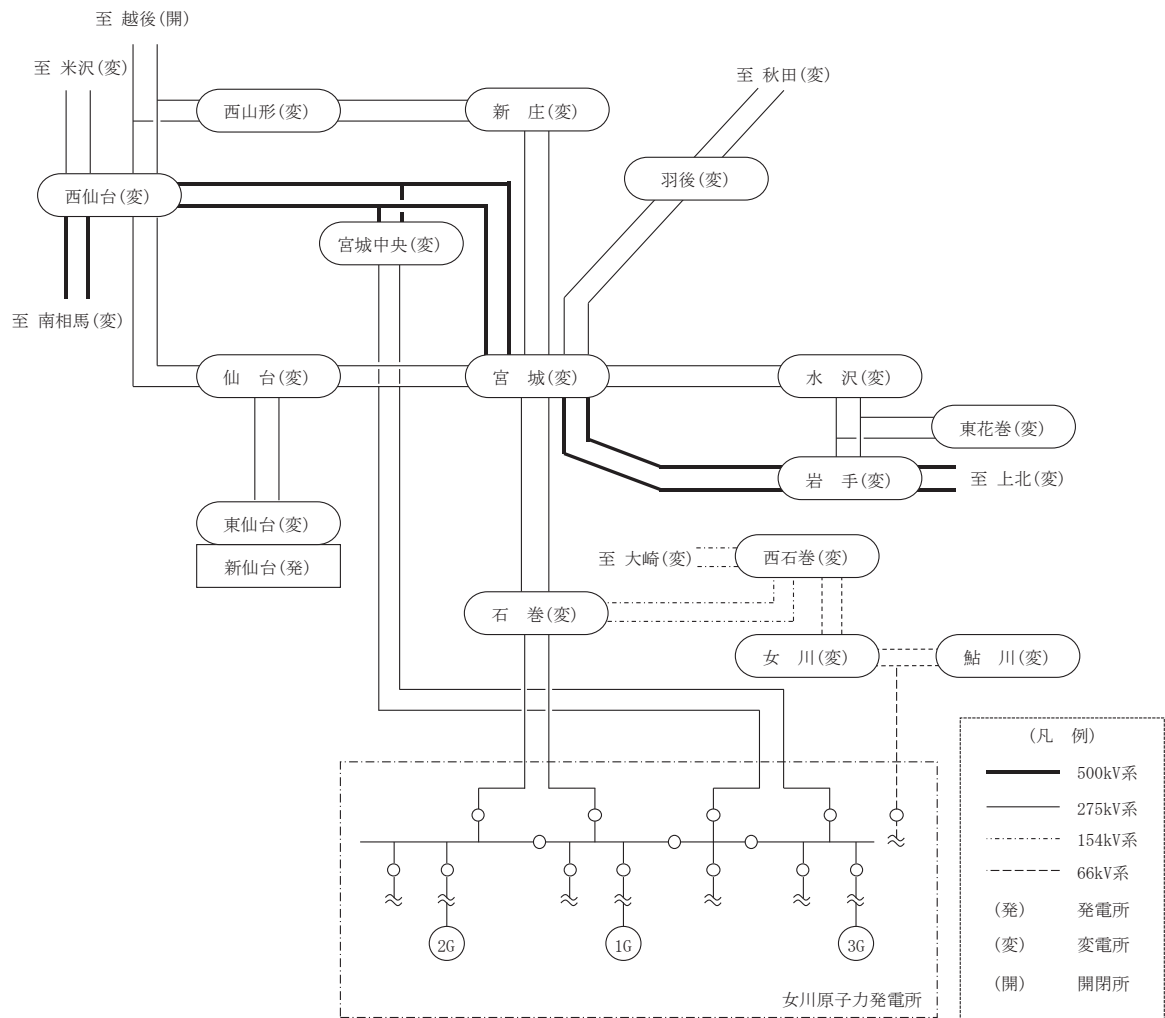 至 越後(開)
至 米沢(変)
至 秋田(変)
西山形(変)
新 庄(変)
羽後(変)
西仙台(変)
宮城中央(変)
至 南相馬(変)
仙 台(変)
宮 城(変)
水 沢(変)
東花巻(変)
岩 手(変)
至 上北(変)
東仙台(変)
新仙台(発)
至 大崎(変)
西石巻(変)
石 巻(変)
女 川(変)
鮎 川(変)
2G
1G
3G
女川原子力発電所
(凡 例)
500kV系
275kV系
154kV系
66kV系
(発) 発電所
(変) 変電所
(開) 開閉所